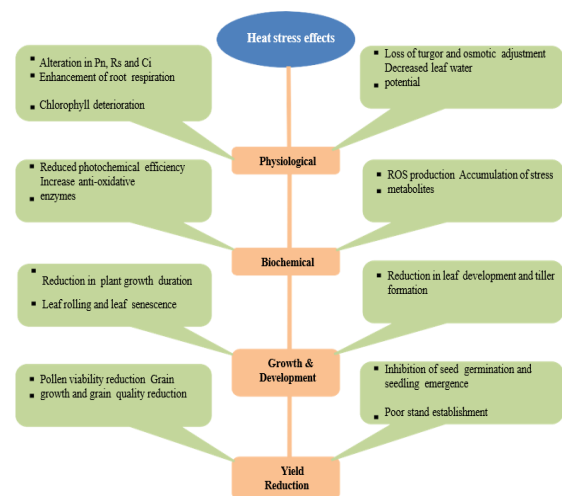 Heat stress effects
▪ Alteration in Pn, Rs and Ci
▪ Enhancement of root respiration
▪ Chlorophyll deterioration
▪ Loss of turgor and osmotic adjustment
Decreased leaf water
▪ potential
Physiological
▪ Reduced photochemical efficiency
Increase anti-oxidative
▪ enzymes
▪ ROS production Accumulation of stress
▪ metabolites
Biochemical
▪ Reduction in plant growth duration
▪ Leaf rolling and leaf senescence
▪ Reduction in leaf development and tiller
formation
Growth &
Development
▪ Pollen viability reduction Grain
▪ growth and grain quality reduction
▪ Inhibition of seed germination and
seedling emergence
▪ Poor stand establishment
Yield
Reduction